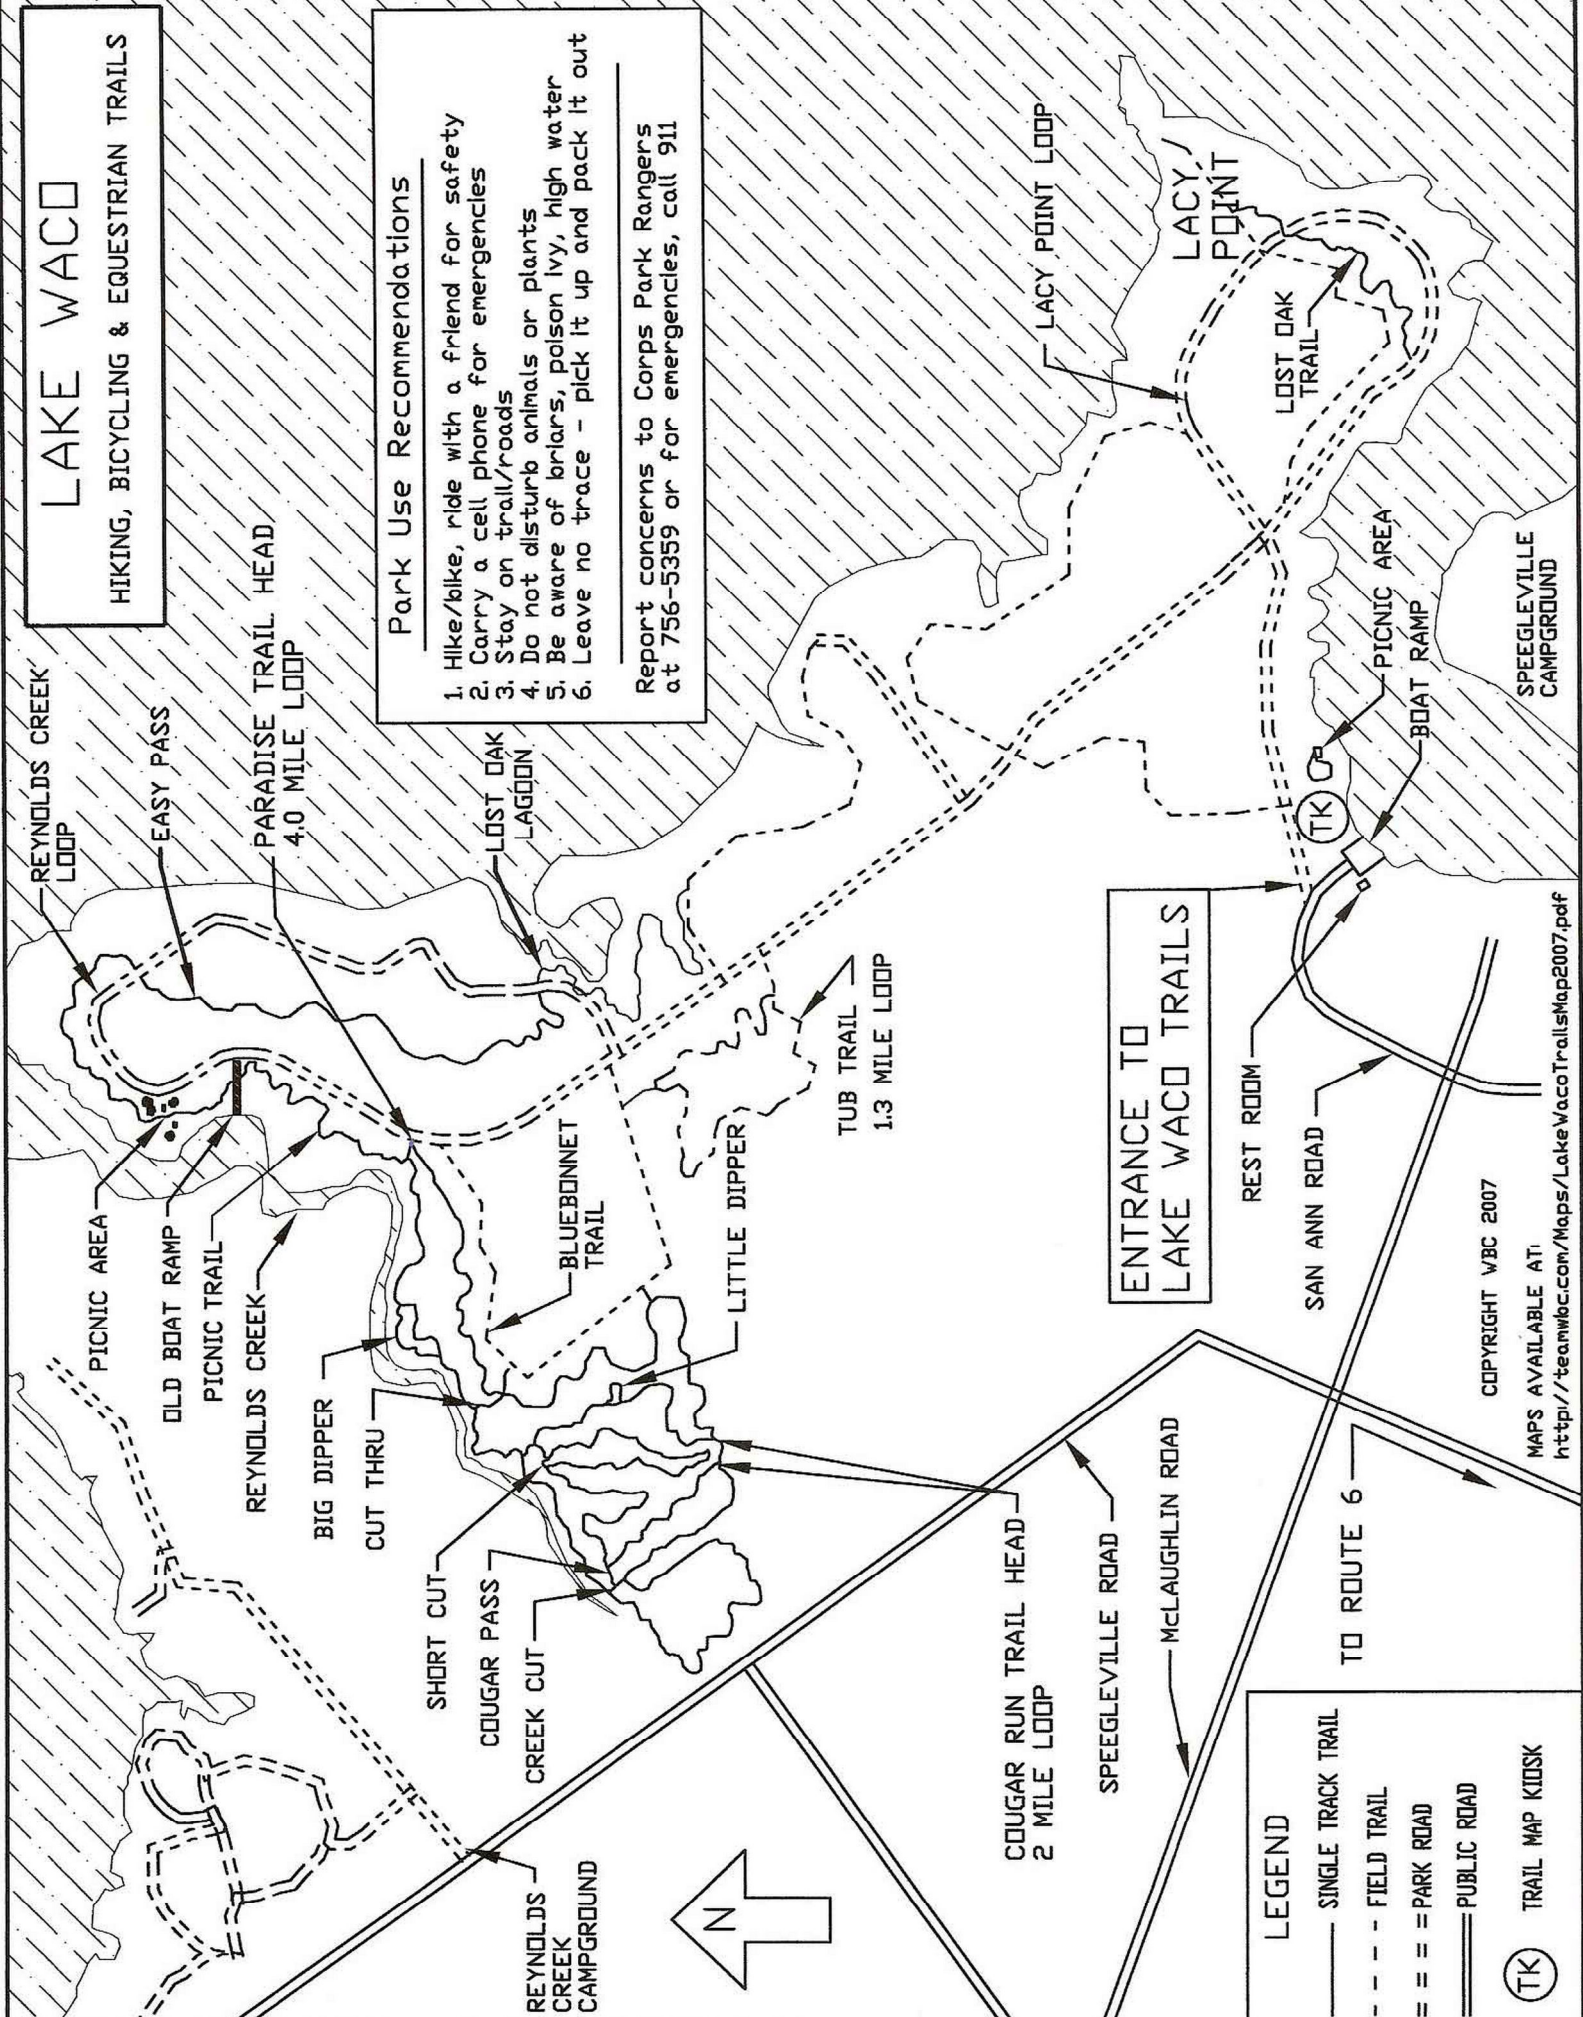 LAKE WACO
HIKING, BICYCLING & EQUESTRIAN TRAILS
Park Use Recommendations
1. Hike/bike, ride with a friend for safety
2. Carry a cell phone for emergencies
3. Stay on trail/roads
4. Do not disturb animals or plants
5. Be aware of briars, poison ivy, high water
6. Leave no trace - pick it up and pack it out
Report concerns to Corps Park Rangers
at 756-5359 or for emergencies, call 911
REYNOLDS CREEK
LOOP
EASY PASS
PARADISE TRAIL HEAD
4.0 MILE LOOP
LOST OAK
LAGOON
PICNIC AREA
OLD BOAT RAMP
PICNIC TRAIL
REYNOLDS CREEK
BIG DIPPER
CUT THRU
SHORT CUT
COUGAR PASS
CREEK CUT
REYNOLDS
CREEK
CAMPGROUND
N
BLUEBONNET
TRAIL
LITTLE DIPPER
TUB TRAIL
1.3 MILE LOOP
COUGAR RUN TRAIL HEAD
2 MILE LOOP
SPEEGLEVILLE ROAD
McLAUGHLIN ROAD
TO ROUTE 6
LACY POINT LOOP
LACY
POINT
LOST OAK
TRAIL
ENTRANCE TO
LAKE WACO TRAILS
REST ROOM
SAN ANN ROAD
TK
PICNIC AREA
BOAT RAMP
SPEEGLEVILLE
CAMPGROUND
COPYRIGHT WBC 2007
MAPS AVAILABLE AT:
http://teamwbc.com/Maps/LakeWacoTrailsMap2007.pdf
LEGEND
SINGLE TRACK TRAIL
FIELD TRAIL
PARK ROAD
PUBLIC ROAD
TK TRAIL MAP KIOSK